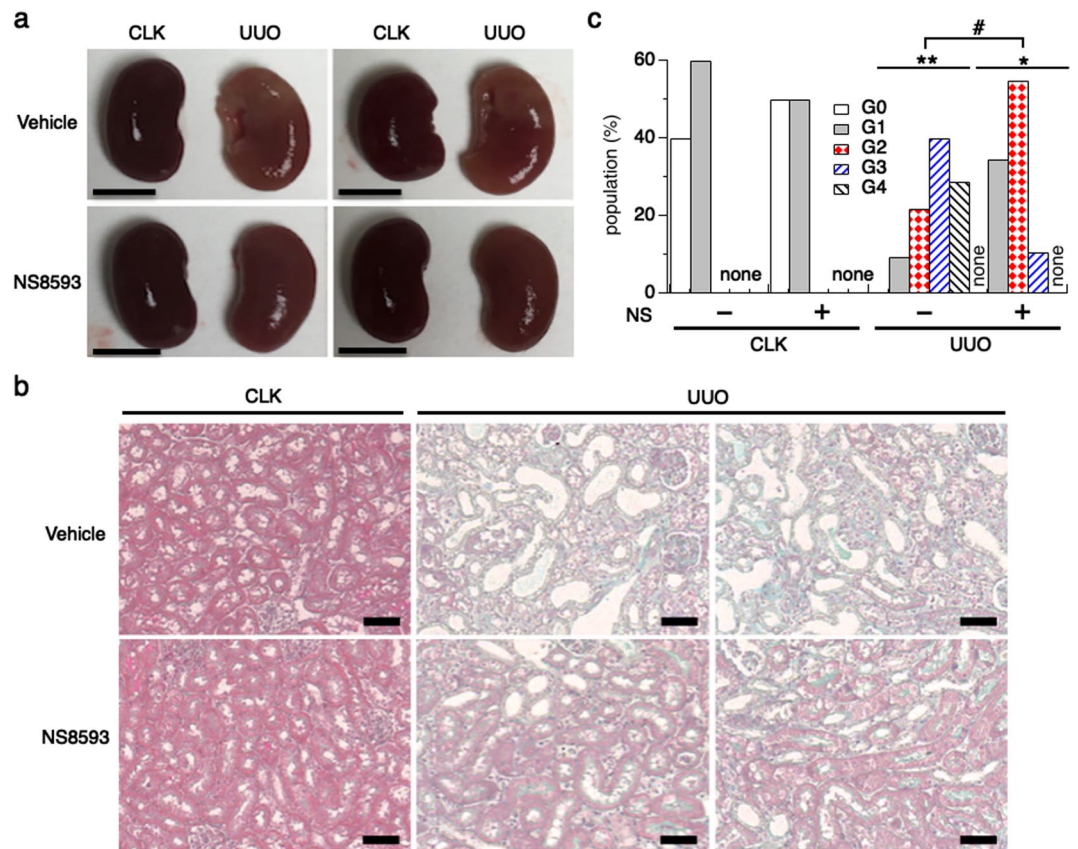 a
CLK UUO CLK UUO
Vehicle
NS8593
c
#
** *
60
40
20
0
population (%)
G0
G1
G2
G3
G4
none none none none
NS − + − +
CLK UUO
b
CLK UUO
Vehicle
NS8593